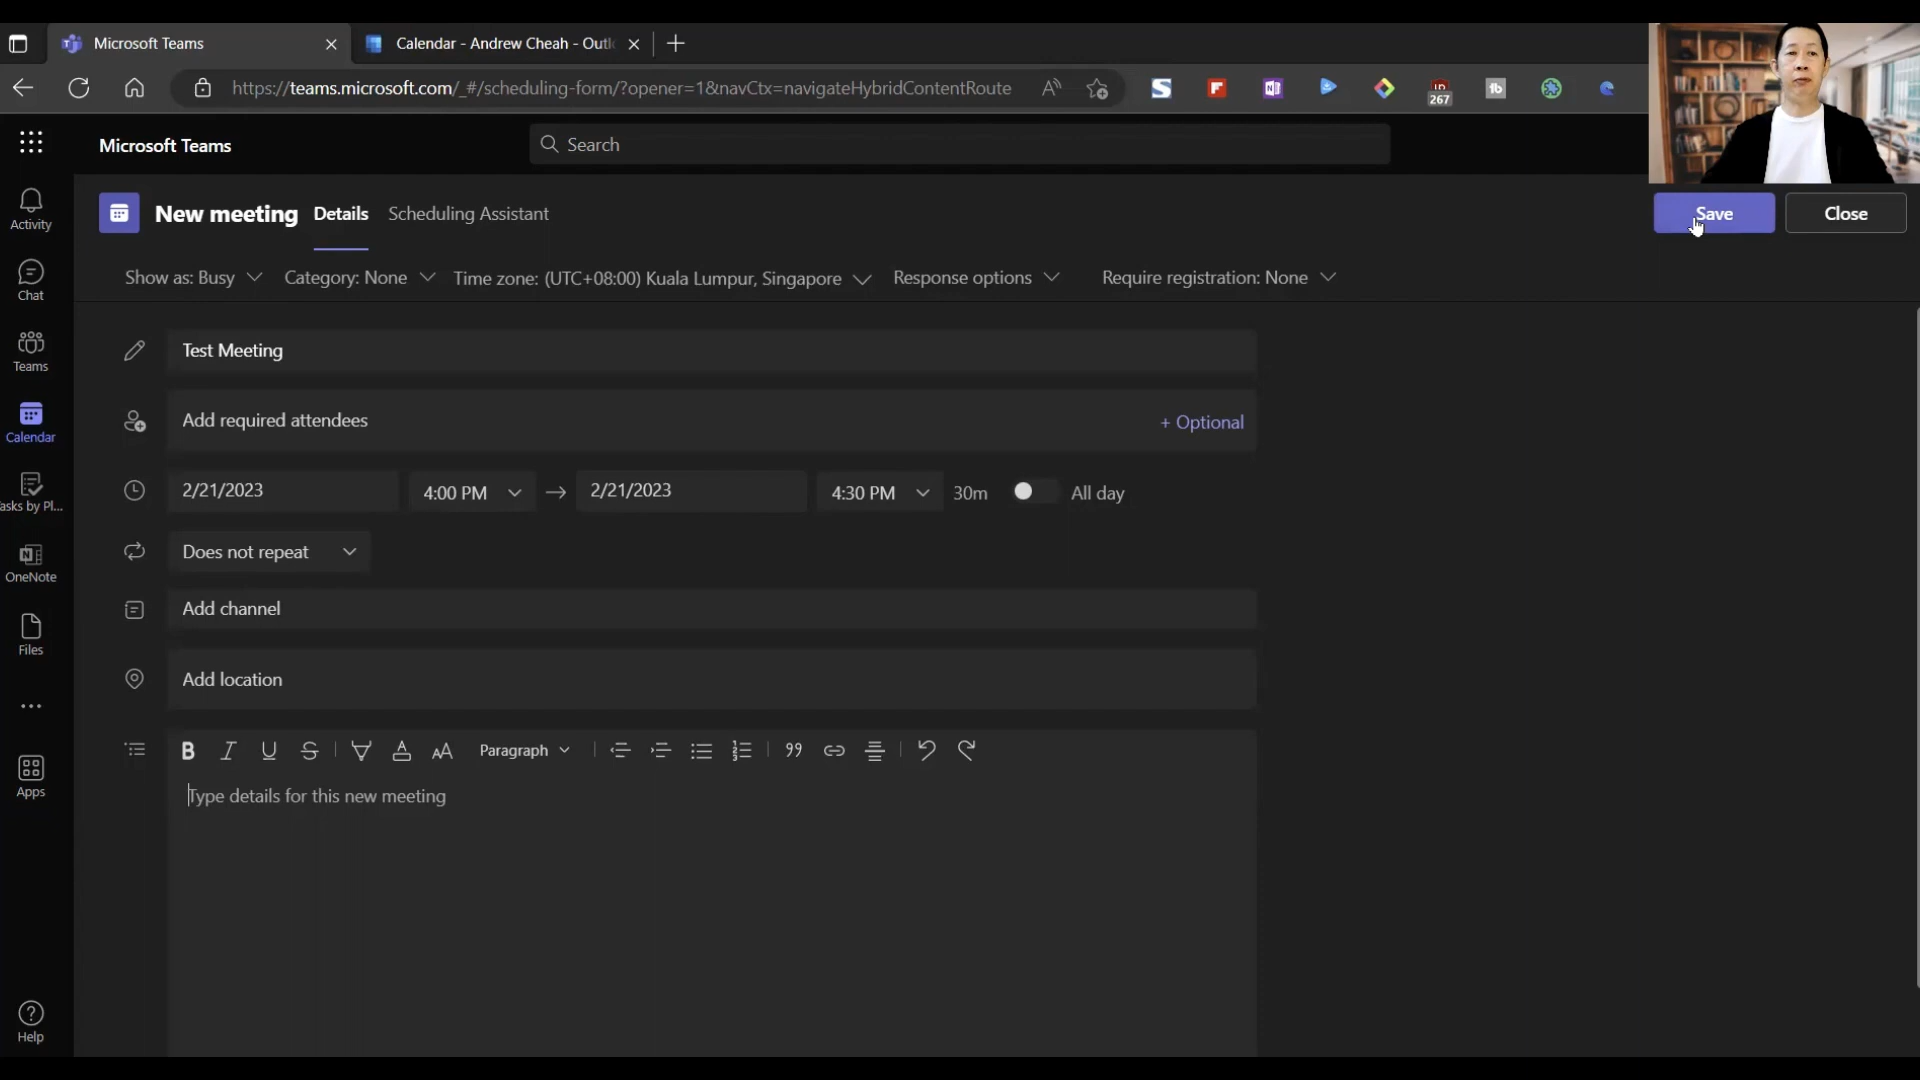 Microsoft Teams
Calendar - Andrew Cheah - Outl
https://teams.microsoft.com/_#/scheduling-form/?opener=1&navCtx=navigateHybridContentRoute
267
Microsoft Teams
Search
New meeting Details Scheduling Assistant
Save Close
Show as: Busy Category: None Time zone: (UTC+08:00) Kuala Lumpur, Singapore Response options Require registration: None
Activity
Chat
Teams
Calendar
asks by Pl...
OneNote
Files
Apps
Help
Test Meeting
Add required attendees + Optional
2/21/2023 4:00 PM 2/21/2023 4:30 PM 30m All day
Does not repeat
Add channel
Add location
Paragraph
Type details for this new meeting